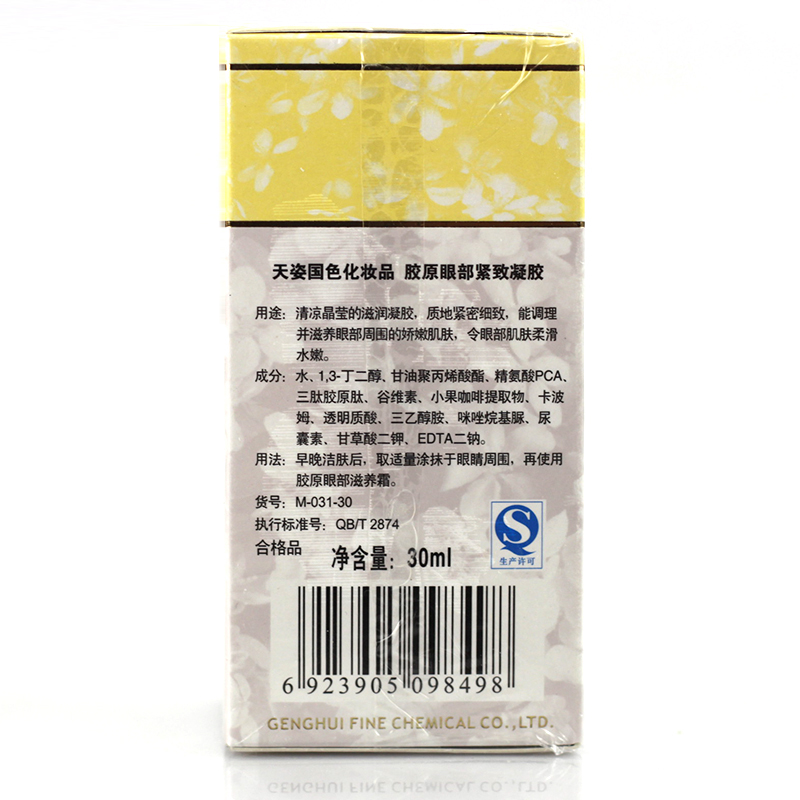 天姿国色化妆品 胶原眼部紧致凝胶
用途：清凉晶莹的滋润凝胶，质地紧密细致，能调理
并滋养眼部周围的娇嫩肌肤，令眼部肌肤柔滑
水嫩。
成分：水、1,3-丁二醇、甘油聚丙烯酸酯、精氨酸PCA、
三肽胶原肽、谷维素、小果咖啡提取物、卡波
姆、透明质酸、三乙醇胺、咪唑烷基脲、尿
囊素、甘草酸二钾、EDTA二钠。
用法：早晚洁肤后，取适量涂抹于眼睛周围，再使用
胶原眼部滋养霜。
货号：M-031-30
执行标准号：QB/T 2874
合格品 净含量：30ml
生产许可
6 923905 098498
GENGHUI FINE CHEMICAL CO.,LTD.